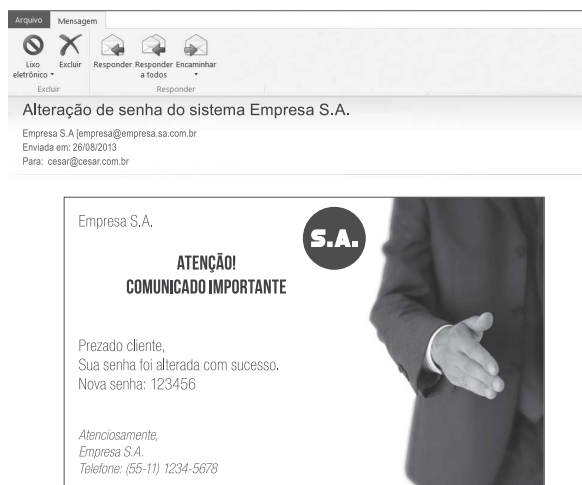 Arquivo Mensagem
Lixo eletrônico Excluir Responder Responder a todos Encaminhar
Excluir Responder
Alteração de senha do sistema Empresa S.A.
Empresa S.A [empresa@empresa.sa.com.br
Enviada em: 26/08/2013
Para: cesar@cesar.com.br
Empresa S.A.
S.A.
ATENÇÃO!
COMUNICADO IMPORTANTE
Prezado cliente,
Sua senha foi alterada com sucesso.
Nova senha: 123456
Atenciosamente,
Empresa S.A.
Telefone: (55-11) 1234-5678